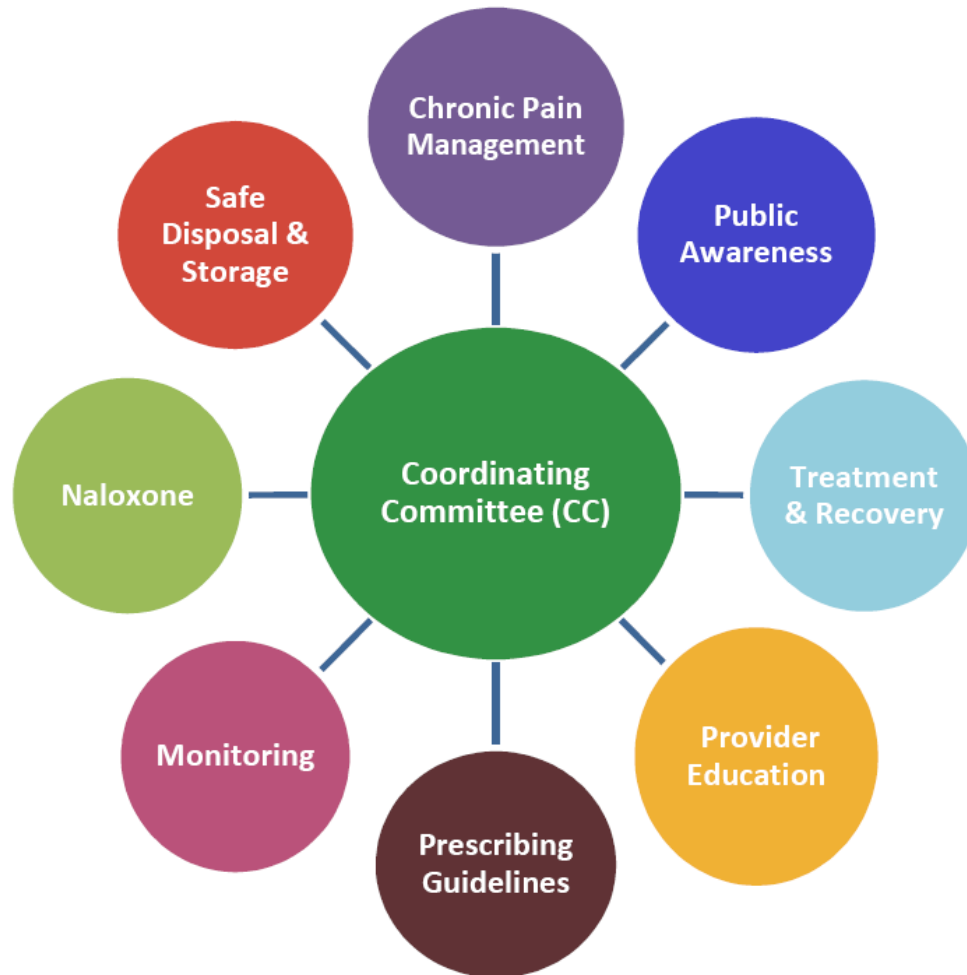 Chronic Pain
Management
Public
Awareness
Treatment
& Recovery
Provider
Education
Prescribing
Guidelines
Monitoring
Naloxone
Safe
Disposal &
Storage
Coordinating
Committee (CC)